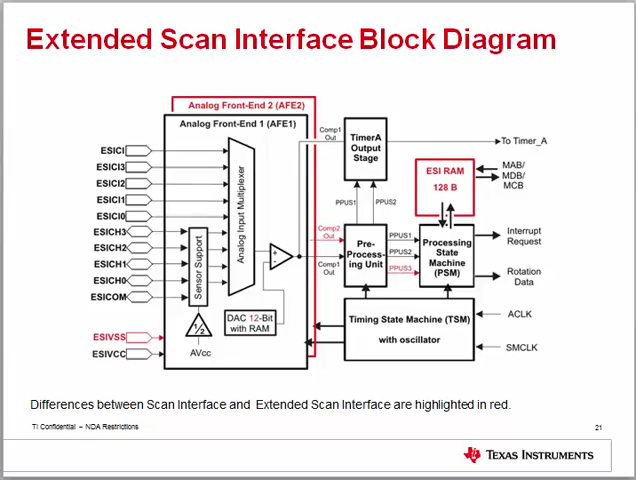 Extended Scan Interface Block Diagram
Analog Front-End 2 (AFE2)
Analog Front-End 1 (AFE1)
ESICI
ESICI3
ESICI2
ESICI1
ESICI0
ESICH3
ESICH2
ESICH1
ESICH0
ESICOM
ESIVSS
ESIVCC
Sensor Support
1/2
AVcc
Analog Input Multiplexer
+
-
DAC 12-Bit
with RAM
Comp1
Out
Comp2
Out
Comp1
Out
TimerA
Output
Stage
To Timer_A
PPUS1
PPUS2
ESI RAM
128 B
MAB/
MDB/
MCB
Pre-
Process-
ing Unit
PPUS1
PPUS2
PPUS3
Processing
State
Machine
(PSM)
Interrupt
Request
Rotation
Data
Timing State Machine (TSM)
with oscillator
ACLK
SMCLK
Differences between Scan Interface and Extended Scan Interface are highlighted in red.
TI Confidential – NDA Restrictions
21
TEXAS INSTRUMENTS